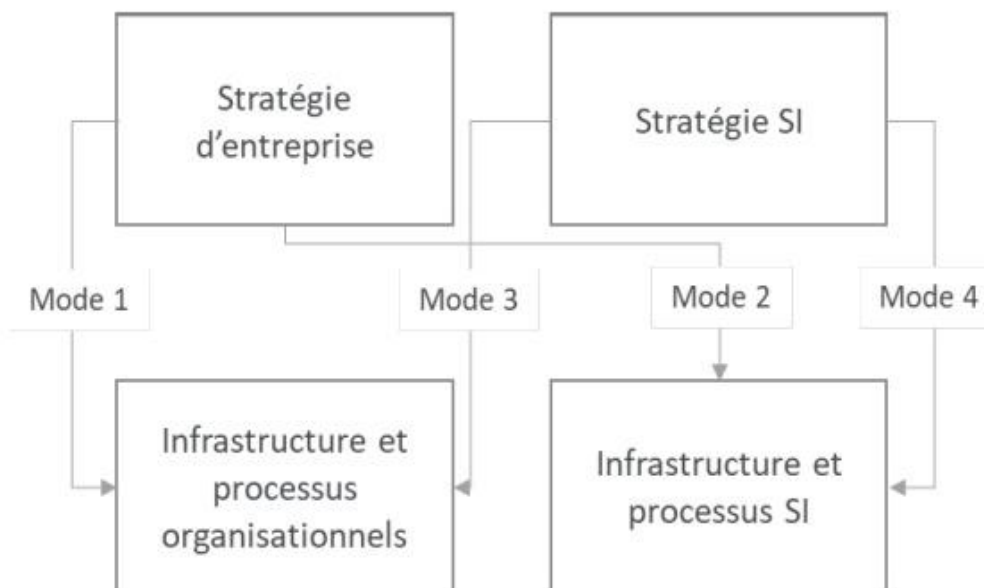 Stratégie
d’entreprise
Stratégie SI
Mode 1
Mode 3
Mode 2
Mode 4
Infrastructure et
processus
organisationnels
Infrastructure et
processus SI